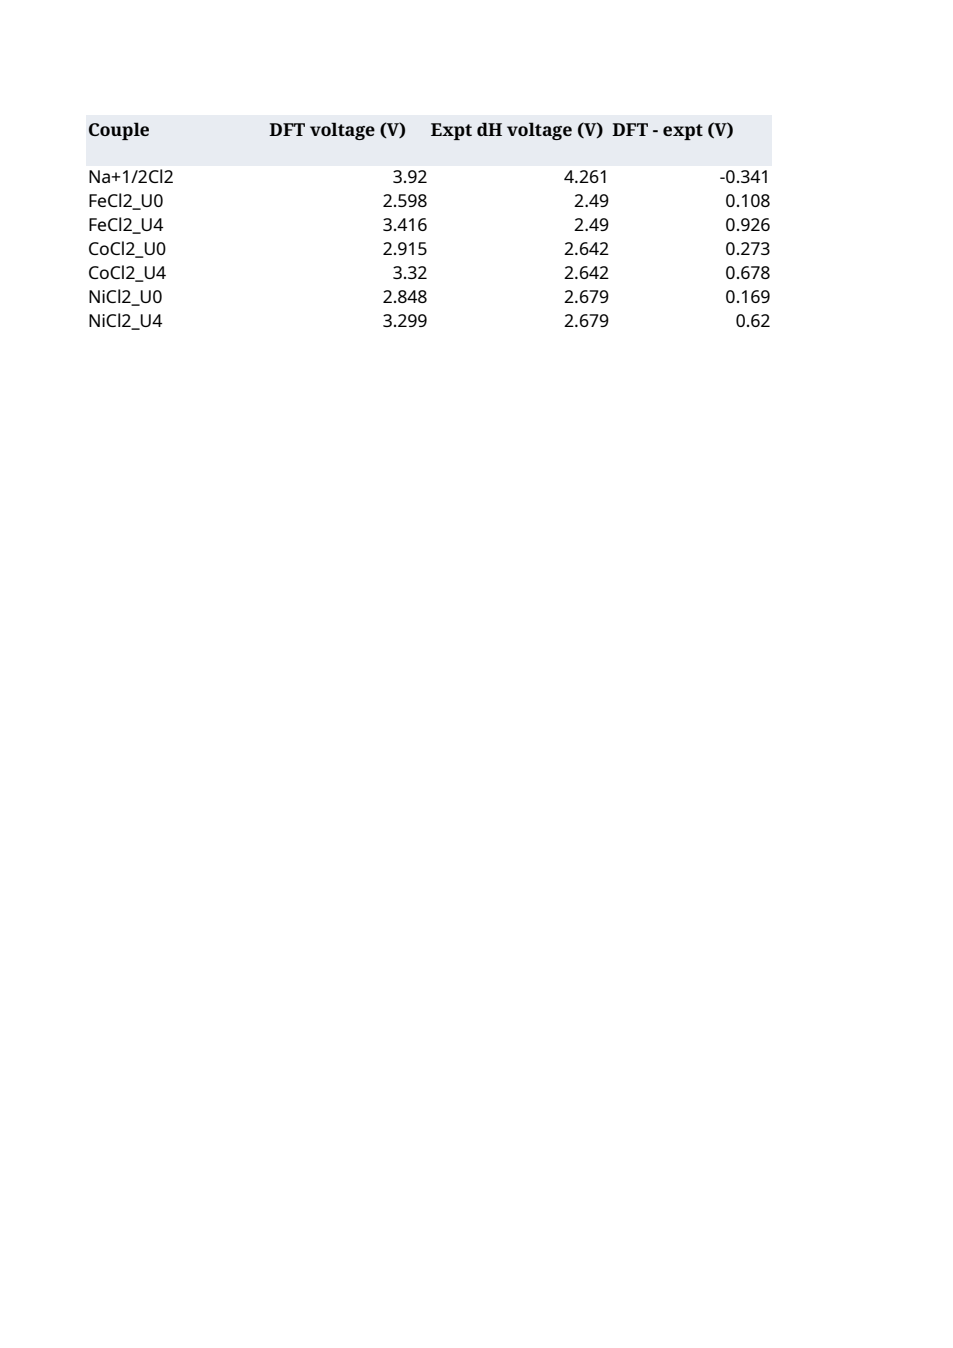 Couple DFT voltage (V) Expt dH voltage (V) DFT - expt (V)
Na+1/2Cl2 3.92 4.261 -0.341
FeCl2_U0 2.598 2.49 0.108
FeCl2_U4 3.416 2.49 0.926
CoCl2_U0 2.915 2.642 0.273
CoCl2_U4 3.32 2.642 0.678
NiCl2_U0 2.848 2.679 0.169
NiCl2_U4 3.299 2.679 0.62